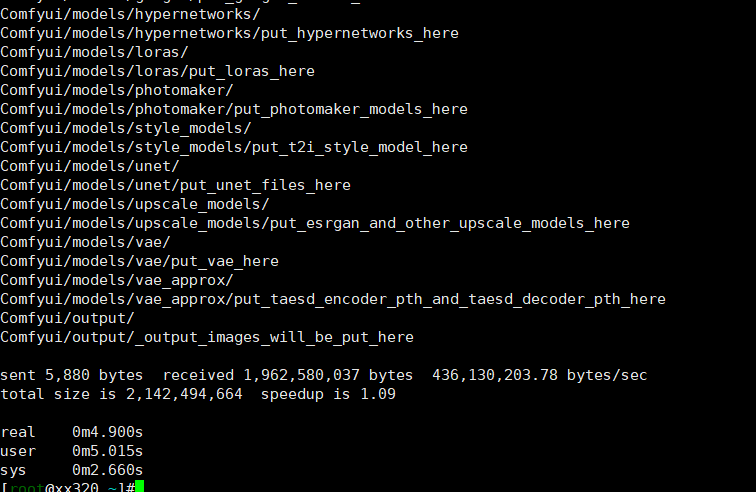 Comfyui/models/hypernetworks/
Comfyui/models/hypernetworks/put_hypernetworks_here
Comfyui/models/loras/
Comfyui/models/loras/put_loras_here
Comfyui/models/photomaker/
Comfyui/models/photomaker/put_photomaker_models_here
Comfyui/models/style_models/
Comfyui/models/style_models/put_t2i_style_model_here
Comfyui/models/unet/
Comfyui/models/unet/put_unet_files_here
Comfyui/models/upscale_models/
Comfyui/models/upscale_models/put_esrgan_and_other_upscale_models_here
Comfyui/models/vae/
Comfyui/models/vae/put_vae_here
Comfyui/models/vae_approx/
Comfyui/models/vae_approx/put_taesd_encoder_pth_and_taesd_decoder_pth_here
Comfyui/output/
Comfyui/output/_output_images_will_be_put_here
sent 5,880 bytes  received 1,962,580,037 bytes  436,130,203.78 bytes/sec
total size is 2,142,494,664  speedup is 1.09
real    0m4.900s
user    0m5.015s
sys     0m2.660s
[root@xx320 ~]#